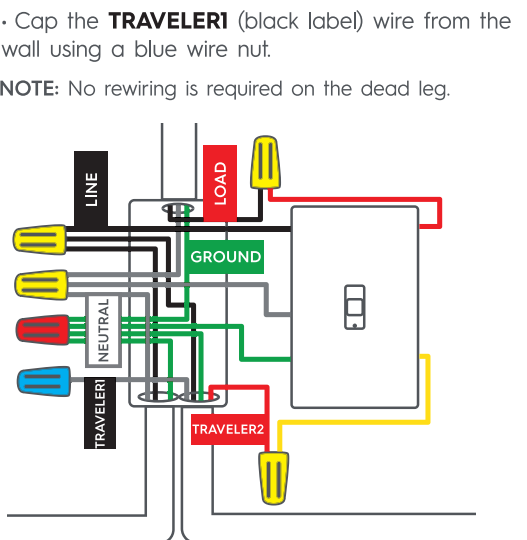 · Cap the TRAVELER1 (black label) wire from the
wall using a blue wire nut.
NOTE: No rewiring is required on the dead leg.
LINE
LOAD
GROUND
NEUTRAL
TRAVELER1
TRAVELER2